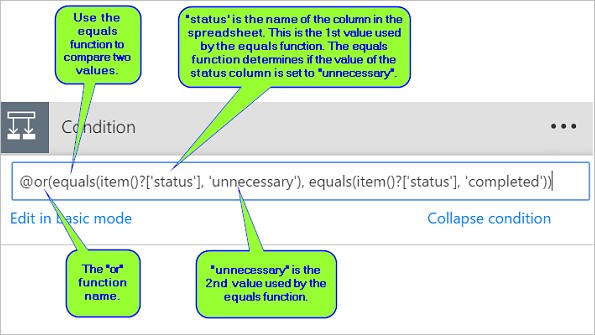 Use the
equals
function to
compare two
values.
"status' is the name of the column in the
spreadsheet. This is the 1st value used
by the equals function. The equals
function determines if the value of the
status column is set to "unnecessary".
Condition
@or(equals(item()?['status'], 'unnecessary'), equals(item()?['status'], 'completed'))
Edit in basic mode
Collapse condition
The "or"
function
name.
"unnecessary" is the
2nd value used by the
equals function.